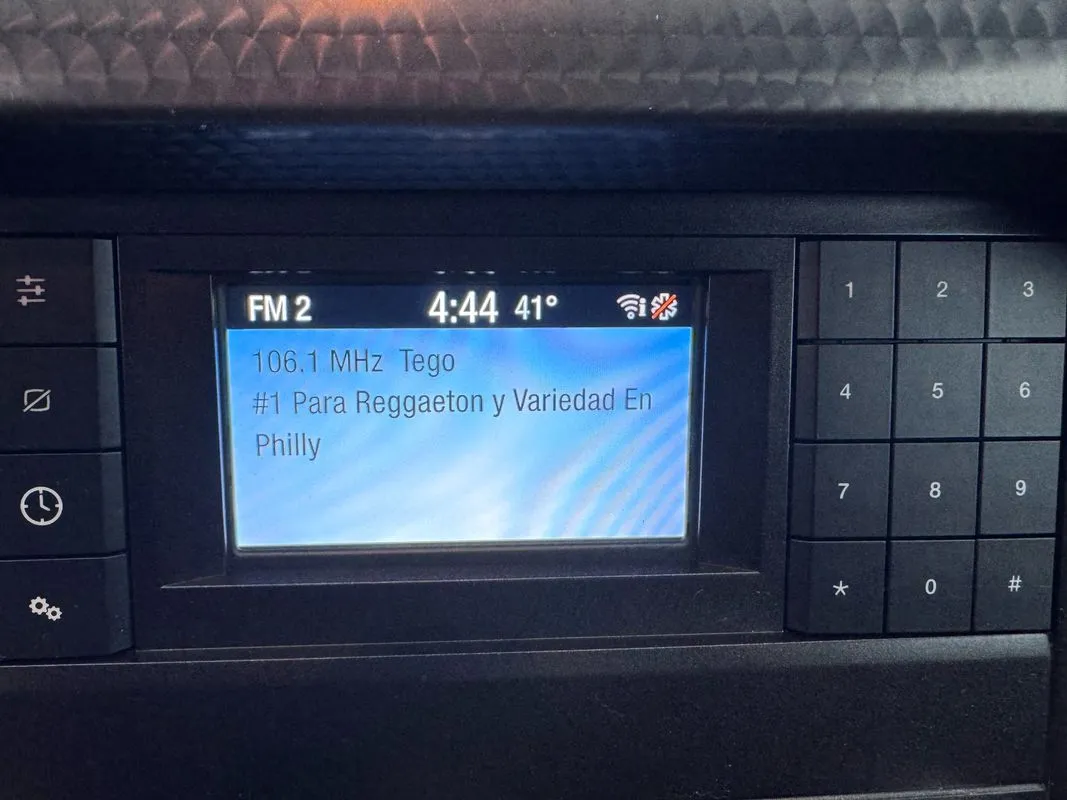 FM 2 4:44 41°
106.1 MHz Tego
#1 Para Reggaeton y Variedad En
Philly
1 2 3
4 5 6
7 8 9
* 0 #